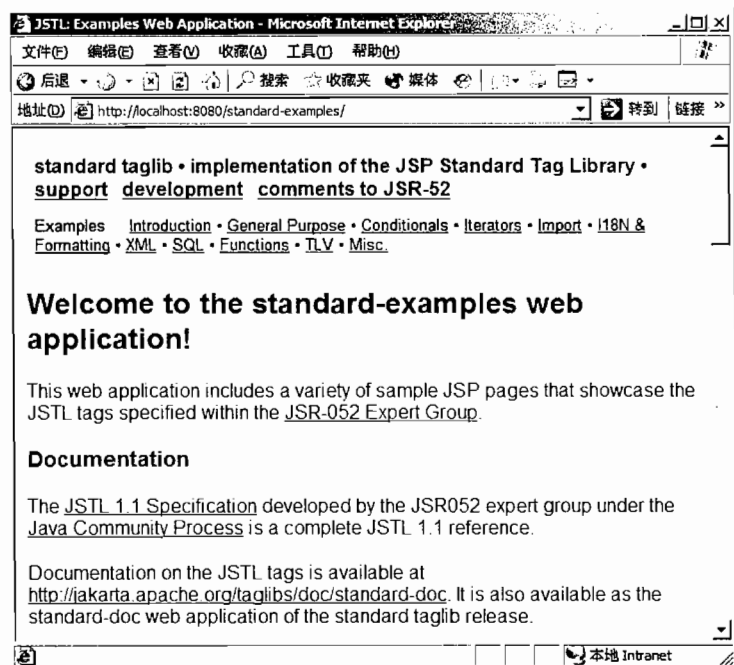 JSTL: Examples Web Application - Microsoft Internet Explorer
文件(F) 编辑(E) 查看(V) 收藏(A) 工具(T) 帮助(H)
后退 搜索 收藏夹 媒体
地址(D) http://localhost:8080/standard-examples/ 转到 链接 »
standard taglib • implementation of the JSP Standard Tag Library •
support development comments to JSR-52
Examples Introduction • General Purpose • Conditionals • Iterators • Import • I18N &
Formatting • XML • SQL • Functions • TLV • Misc.
Welcome to the standard-examples web
application!
This web application includes a variety of sample JSP pages that showcase the
JSTL tags specified within the JSR-052 Expert Group.
Documentation
The JSTL 1.1 Specification developed by the JSR052 expert group under the
Java Community Process is a complete JSTL 1.1 reference.
Documentation on the JSTL tags is available at
http://jakarta.apache.org/taglibs/doc/standard-doc. It is also available as the
standard-doc web application of the standard taglib release.
本地 Intranet